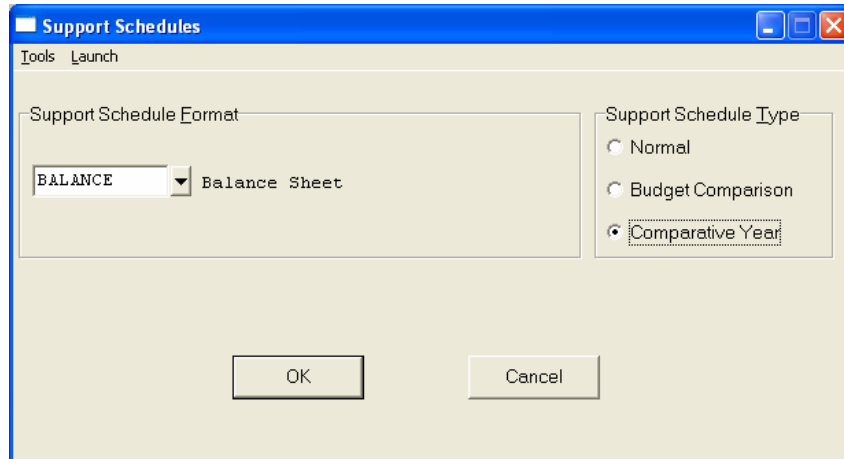 Support Schedules
Tools Launch
Support Schedule Format
BALANCE Balance Sheet
Support Schedule Type
Normal
Budget Comparison
Comparative Year
OK Cancel